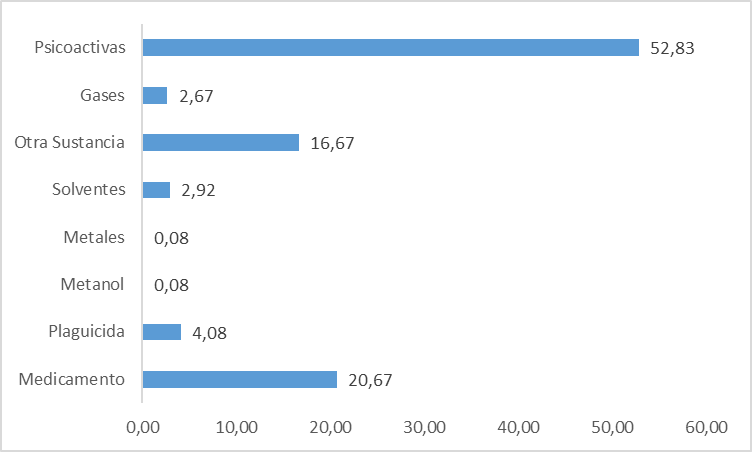 Psicoactivas 52,83
Gases 2,67
Otra Sustancia 16,67
Solventes 2,92
Metales 0,08
Metanol 0,08
Plaguicida 4,08
Medicamento 20,67
0,00 10,00 20,00 30,00 40,00 50,00 60,00